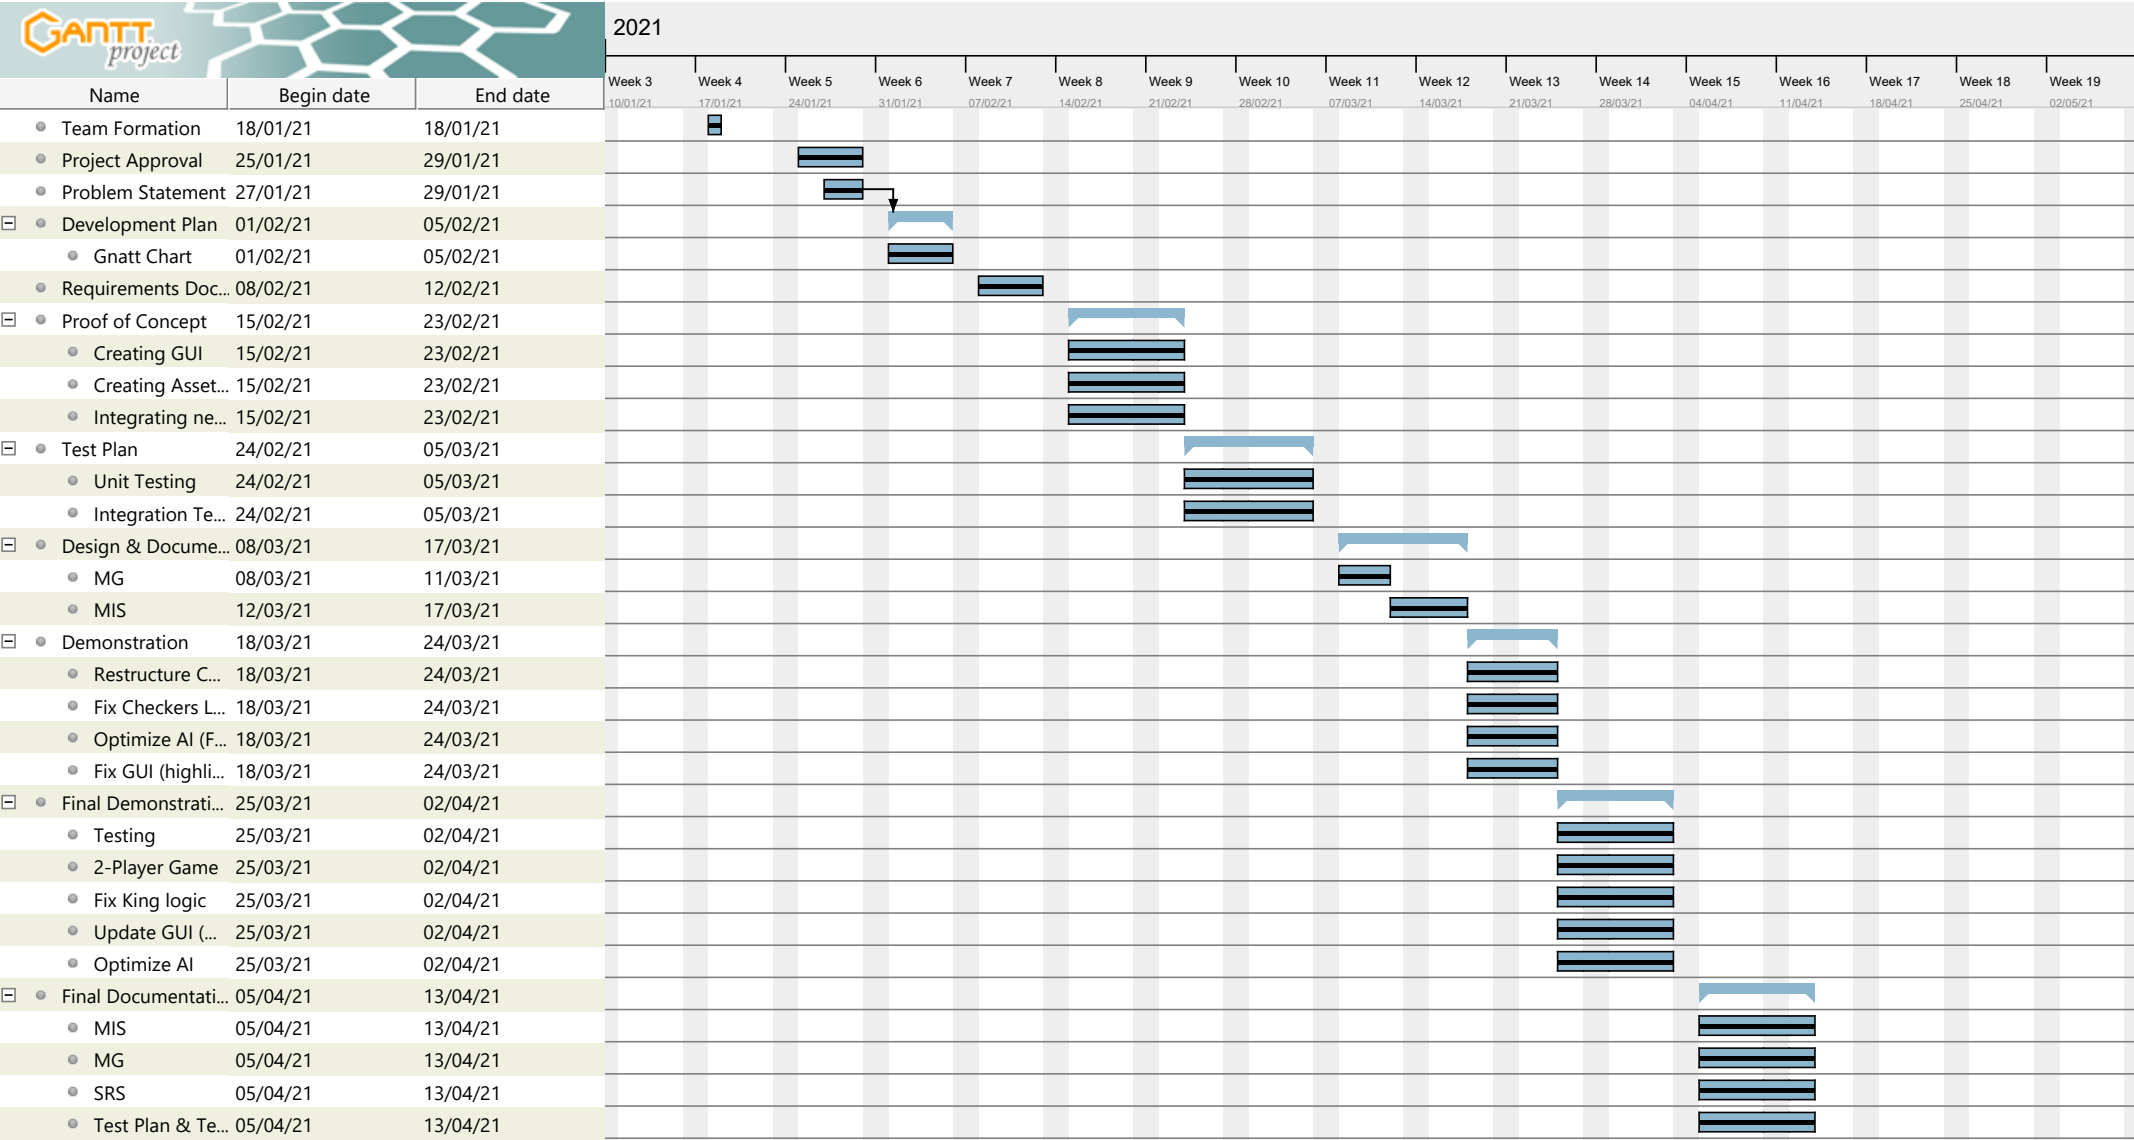 GANTT project
2021
Week 3 Week 4 Week 5 Week 6 Week 7 Week 8 Week 9 Week 10 Week 11 Week 12 Week 13 Week 14 Week 15 Week 16 Week 17 Week 18 Week 19
Name Begin date End date
10/01/21 17/01/21 24/01/21 31/01/21 07/02/21 14/02/21 21/02/21 28/02/21 07/03/21 14/03/21 21/03/21 28/03/21 04/04/21 11/04/21 18/04/21 25/04/21 02/05/21
Team Formation 18/01/21 18/01/21
Project Approval 25/01/21 29/01/21
Problem Statement 27/01/21 29/01/21
Development Plan 01/02/21 05/02/21
Gnatt Chart 01/02/21 05/02/21
Requirements Doc... 08/02/21 12/02/21
Proof of Concept 15/02/21 23/02/21
Creating GUI 15/02/21 23/02/21
Creating Asset... 15/02/21 23/02/21
Integrating ne... 15/02/21 23/02/21
Test Plan 24/02/21 05/03/21
Unit Testing 24/02/21 05/03/21
Integration Te... 24/02/21 05/03/21
Design & Docume... 08/03/21 17/03/21
MG 08/03/21 11/03/21
MIS 12/03/21 17/03/21
Demonstration 18/03/21 24/03/21
Restructure C... 18/03/21 24/03/21
Fix Checkers L... 18/03/21 24/03/21
Optimize AI (F... 18/03/21 24/03/21
Fix GUI (highli... 18/03/21 24/03/21
Final Demonstrati... 25/03/21 02/04/21
Testing 25/03/21 02/04/21
2-Player Game 25/03/21 02/04/21
Fix King logic 25/03/21 02/04/21
Update GUI (... 25/03/21 02/04/21
Optimize AI 25/03/21 02/04/21
Final Documentati... 05/04/21 13/04/21
MIS 05/04/21 13/04/21
MG 05/04/21 13/04/21
SRS 05/04/21 13/04/21
Test Plan & Te... 05/04/21 13/04/21